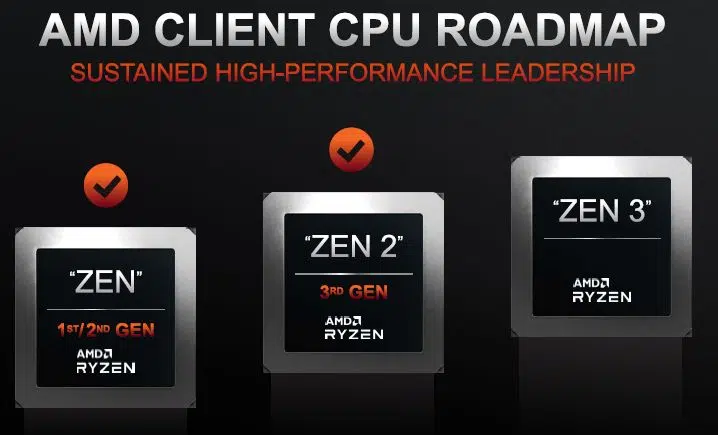 AMD CLIENT CPU ROADMAP
SUSTAINED HIGH-PERFORMANCE LEADERSHIP
“ZEN”
1ST/2ND GEN
AMD
RYZEN
“ZEN 2”
3RD GEN
AMD
RYZEN
“ZEN 3”
AMD
RYZEN